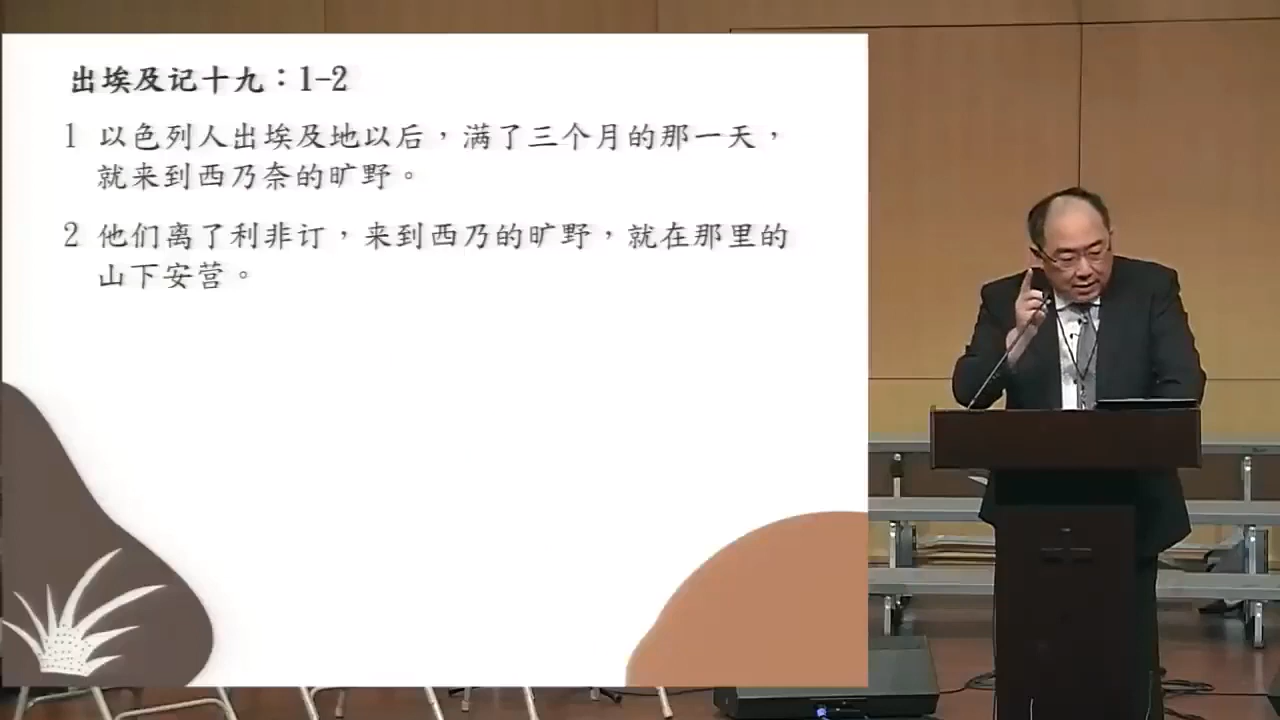 出埃及记十九：1-2
1 以色列人出埃及地以后，满了三个月的那一天，
就来到西乃奈的旷野。
2 他们离了利非订，来到西乃的旷野，就在那里的
山下安营。